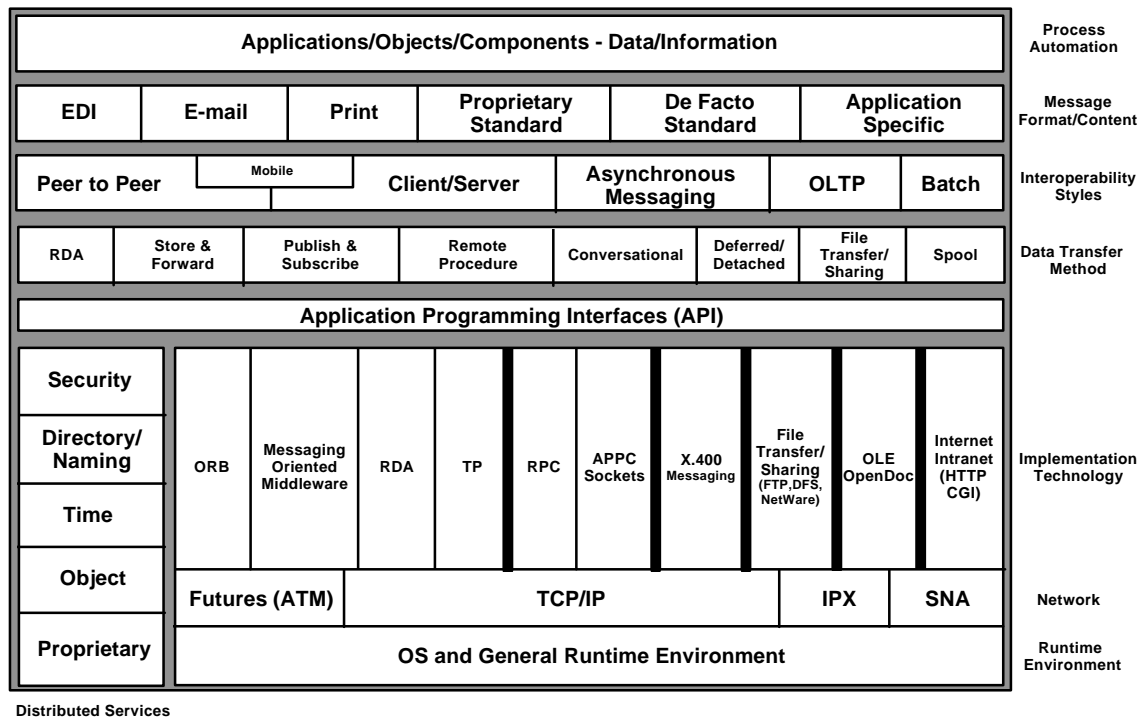 Applications/Objects/Components - Data/Information
Process
Automation
EDI
E-mail
Print
Proprietary
Standard
De Facto
Standard
Application
Specific
Message
Format/Content
Peer to Peer
Mobile
Client/Server
Asynchronous
Messaging
OLTP
Batch
Interoperability
Styles
RDA
Store &
Forward
Publish &
Subscribe
Remote
Procedure
Conversational
Deferred/
Detached
File
Transfer/
Sharing
Spool
Data Transfer
Method
Application Programming Interfaces (API)
Security
Directory/
Naming
Time
Object
Proprietary
ORB
Messaging
Oriented
Middleware
RDA
TP
RPC
APPC
Sockets
X.400
Messaging
File
Transfer/
Sharing
(FTP,DFS,
NetWare)
OLE
OpenDoc
Internet
Intranet
(HTTP
CGI)
Implementation
Technology
Futures (ATM)
TCP/IP
IPX
SNA
Network
OS and General Runtime Environment
Runtime
Environment
Distributed Services